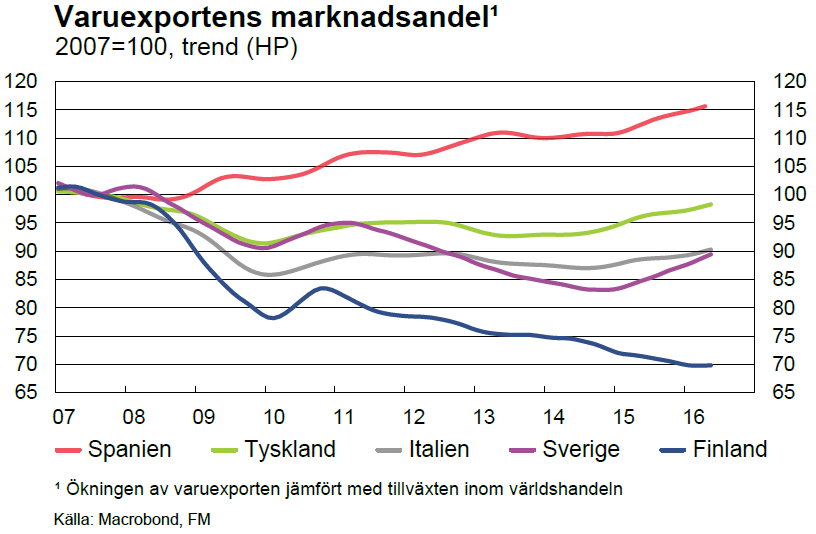 Varuexportens marknadsandel¹
2007=100, trend (HP)
120 120
115 115
110 110
105 105
100 100
95 95
90 90
85 85
80 80
75 75
70 70
65 65
07 08 09 10 11 12 13 14 15 16
Spanien Tyskland Italien Sverige Finland
¹ Ökningen av varuexporten jämfört med tillväxten inom världshandeln
Källa: Macrobond, FM